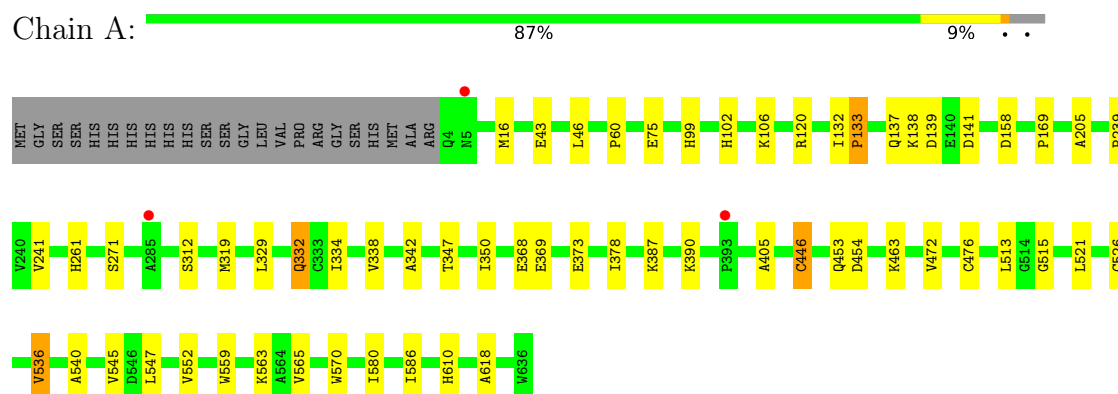 Chain A:
87% 9% • •
MET GLY SER SER HIS HIS HIS HIS HIS HIS SER SER GLY LEU VAL PRO ARG GLY SER HIS MET ALA ARG Q4 N5 M16 E43 L46 P60 E75 H99 H102 K106 R120 I132 P133 Q137 K138 D139 E140 D141 D158 P169 A205
V240 V241 H261 S271 A285 S312 M319 L329 Q332 C333 I334 V338 A342 T347 I350 E368 E369 E373 I378 K387 K390 P393 A405 C446 Q453 D454 K463 V472 C476 L513 G514 G515 L521
V536 A540 V545 D546 L547 V552 W559 K563 A564 V565 W570 I580 I586 H610 A618 W636